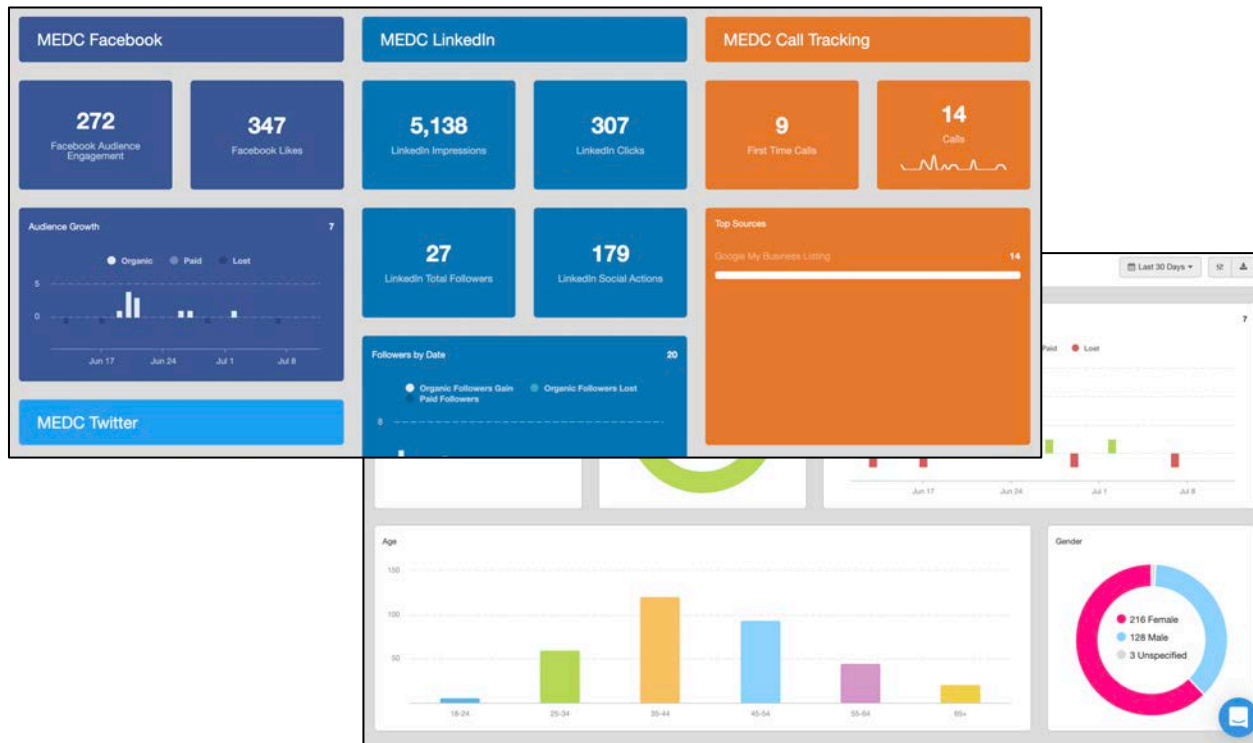 MEDC Facebook
272
Facebook Audience
Engagement
347
Facebook Likes
Audience Growth
7
Organic
Paid
Lost
5
0
Jun 17
Jun 24
Jul 1
Jul 8
MEDC Twitter
MEDC LinkedIn
5,138
LinkedIn Impressions
307
LinkedIn Clicks
27
LinkedIn Total Followers
179
LinkedIn Social Actions
Followers by Date
20
Organic Followers Gain
Organic Followers Lost
Paid Followers
8
MEDC Call Tracking
9
First Time Calls
14
Calls
Top Sources
Google My Business Listing
14
Last 30 Days
7
Paid
Lost
Jun 17
Jun 24
Jul 1
Jul 8
Age
150
100
50
18-24
25-34
35-44
45-54
55-64
65+
Gender
216 Female
128 Male
3 Unspecified